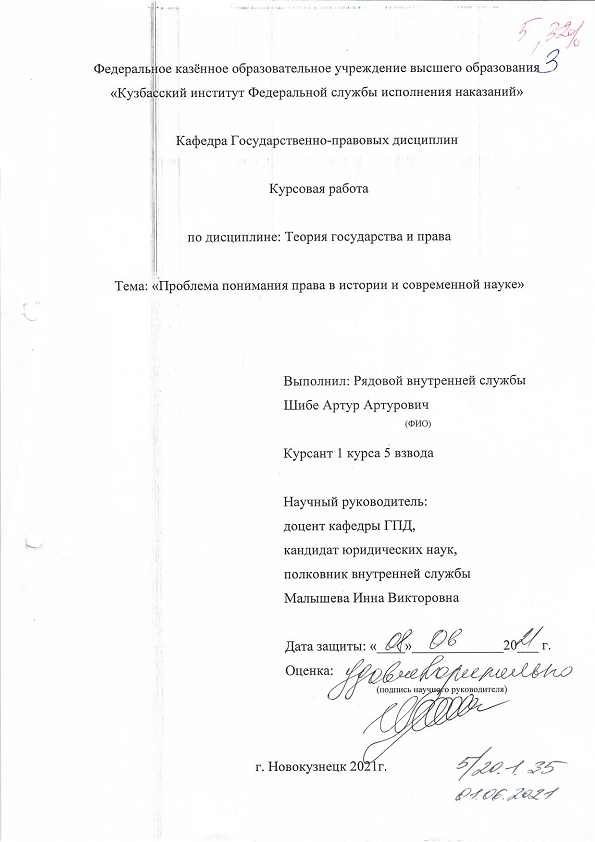 5,32%
3
Федеральное казённое образовательное учреждение высшего образования
«Кузбасский институт Федеральной службы исполнения наказаний»
Кафедра Государственно-правовых дисциплин
Курсовая работа
по дисциплине: Теория государства и права
Тема: «Проблема понимания права в истории и современной науке»
Выполнил: Рядовой внутренней службы
Шибе Артур Артурович
(ФИО)
Курсант 1 курса 5 взвода
Научный руководитель:
доцент кафедры ГПД,
кандидат юридических наук,
полковник внутренней службы
Малышева Инна Викторовна
Дата защиты: «08» 06 2021 г.
Оценка: удовлетворительно
(подпись научного руководителя)
г. Новокузнецк 2021г.
5/20.1.35
01.06.2021